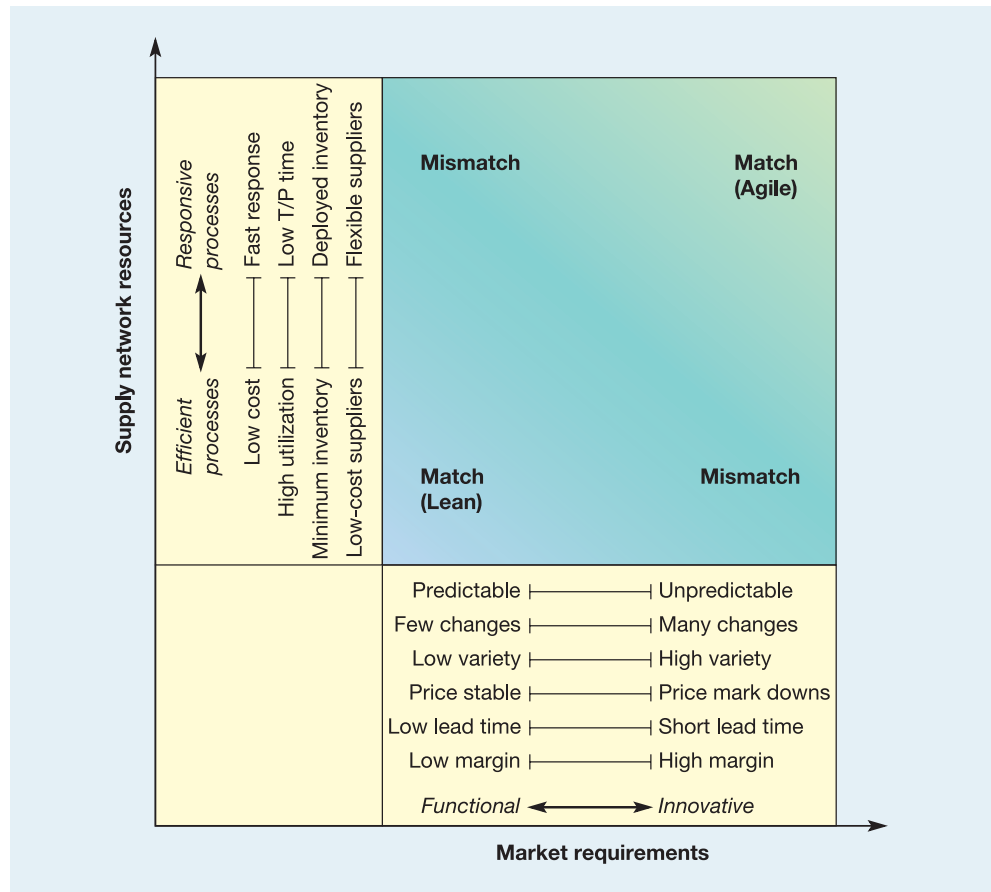 Supply network resources
Responsive
processes
Efficient
processes
Fast response
Low cost
Low T/P time
High utilization
Deployed inventory
Minimum inventory
Flexible suppliers
Low-cost suppliers
Mismatch
Match
(Agile)
Match
(Lean)
Mismatch
Predictable Unpredictable
Few changes Many changes
Low variety High variety
Price stable Price mark downs
Low lead time Short lead time
Low margin High margin
Functional Innovative
Market requirements